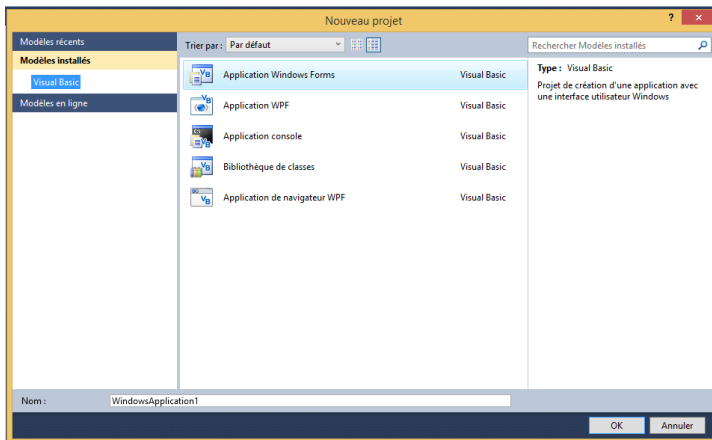 Nouveau projet
? ×
Modèles récents
Modèles installés
Visual Basic
Modèles en ligne
Trier par : Par défaut
Rechercher Modèles installés
Application Windows Forms Visual Basic
Application WPF Visual Basic
Application console Visual Basic
Bibliothèque de classes Visual Basic
Application de navigateur WPF Visual Basic
Type : Visual Basic
Projet de création d'une application avec
une interface utilisateur Windows
Nom : WindowsApplication1
OK Annuler